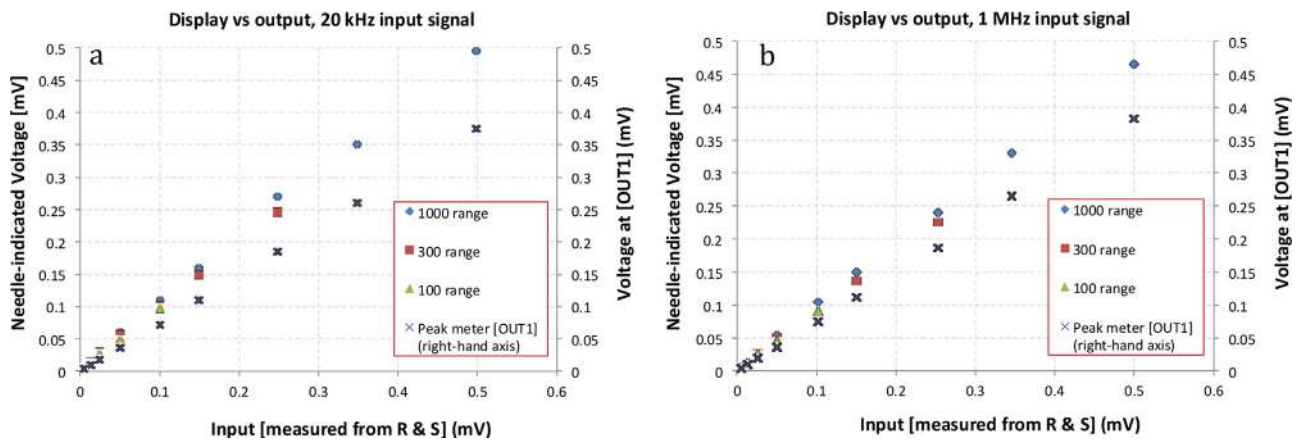 Display vs output, 20 kHz input signal
a
Needle-indicated Voltage [mV]
0.5
0.45
0.4
0.35
0.3
0.25
0.2
0.15
0.1
0.05
0
0.5
0.45
0.4
0.35
0.3
0.25
0.2
0.15
0.1
0.05
0
Voltage at [OUT1] (mV)
1000 range
300 range
100 range
Peak meter [OUT1]
(right-hand axis)
0 0.1 0.2 0.3 0.4 0.5 0.6
Input [measured from R & S] (mV)
Display vs output, 1 MHz input signal
b
Needle-indicated Voltage [mV]
0.5
0.45
0.4
0.35
0.3
0.25
0.2
0.15
0.1
0.05
0
0.5
0.45
0.4
0.35
0.3
0.25
0.2
0.15
0.1
0.05
0
Voltage at [OUT1] (mV)
1000 range
300 range
100 range
Peak meter [OUT1]
(right-hand axis)
0 0.1 0.2 0.3 0.4 0.5 0.6
Input [measured from R & S] (mV)